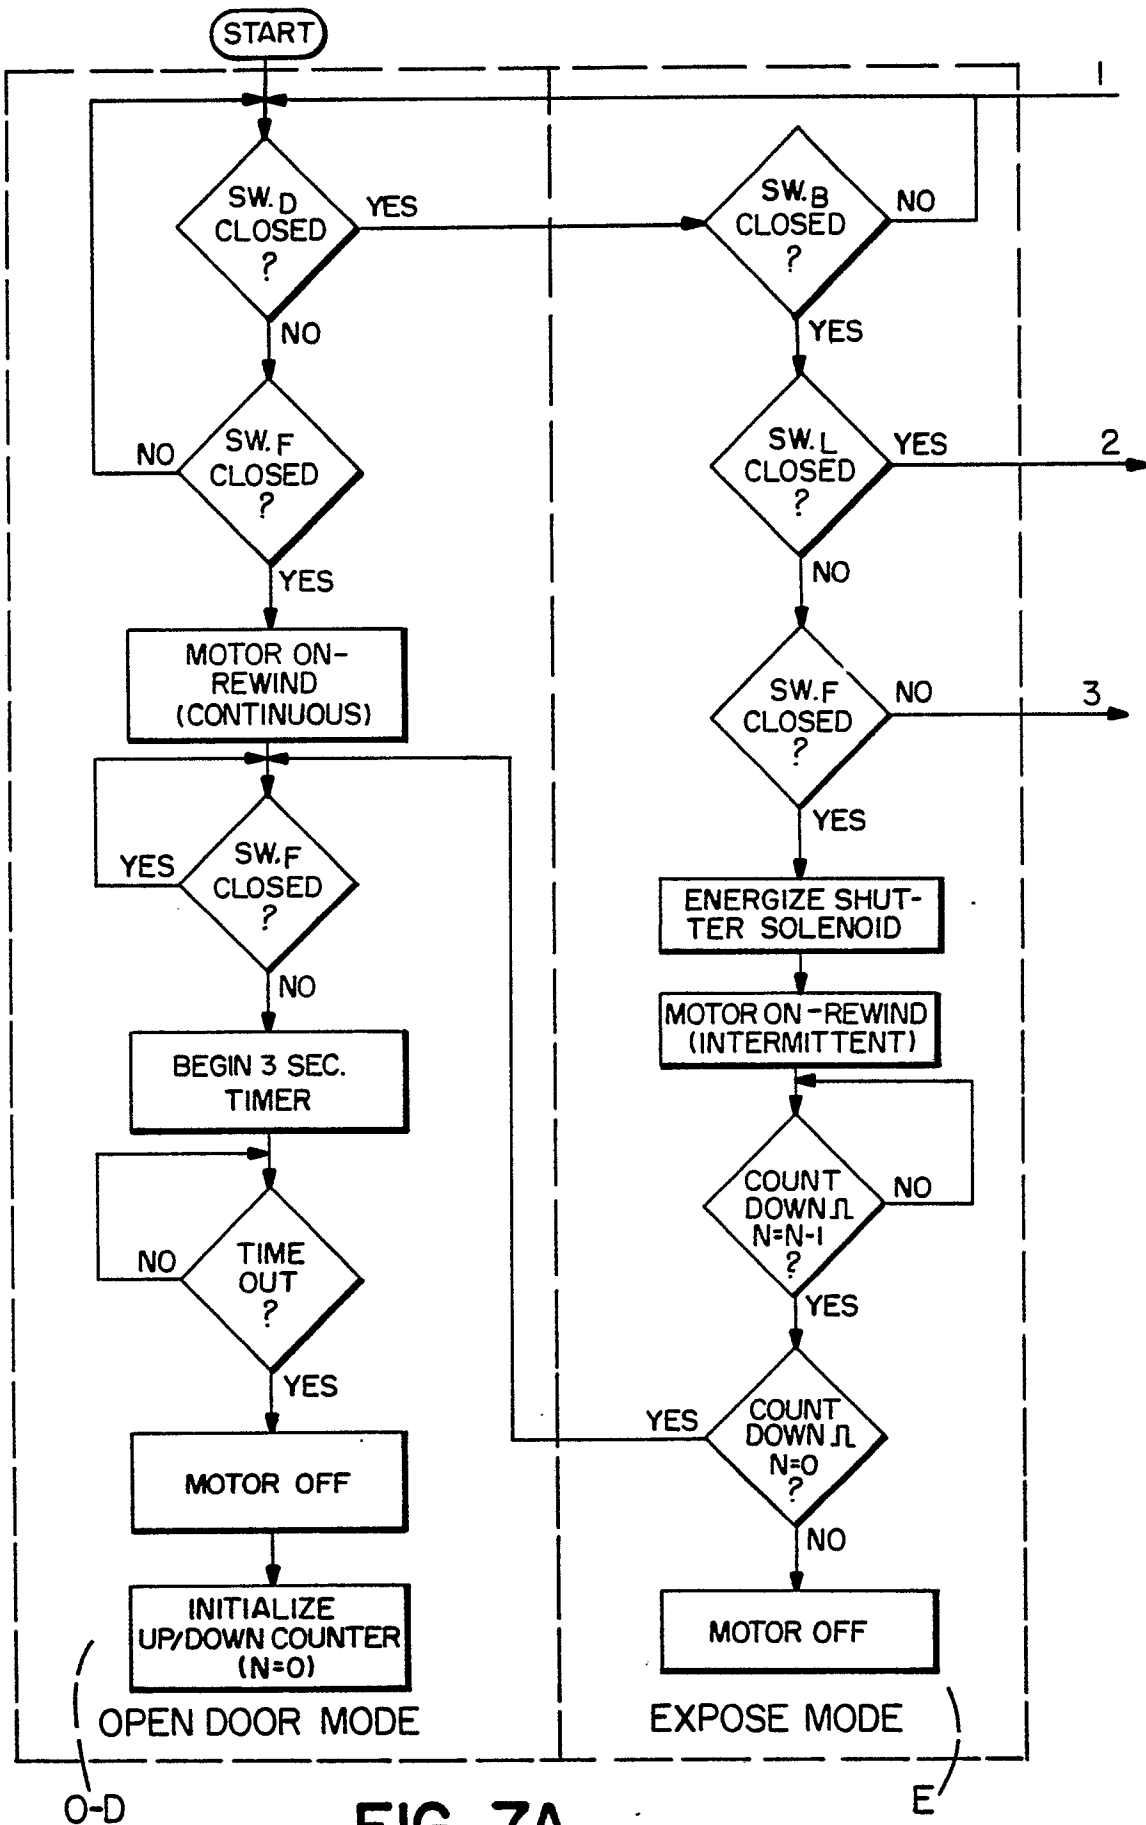 START
1
SW.D
CLOSED
?
YES
NO
SW.B
CLOSED
?
NO
YES
SW.F
CLOSED
?
NO
YES
SW.L
CLOSED
?
YES
2
NO
MOTOR ON-
REWIND
(CONTINUOUS)
SW.F
CLOSED
?
NO
3
YES
SW.F
CLOSED
?
YES
NO
ENERGIZE SHUT-
TER SOLENOID
MOTOR ON-REWIND
(INTERMITTENT)
BEGIN 3 SEC.
TIMER
COUNT
DOWN ⎍
N=N-1
?
NO
YES
TIME
OUT
?
NO
YES
COUNT
DOWN ⎍
N=0
?
YES
NO
MOTOR OFF
INITIALIZE
UP/DOWN COUNTER
(N=0)
MOTOR OFF
OPEN DOOR MODE
EXPOSE MODE
O-D
E
FIG. 7A